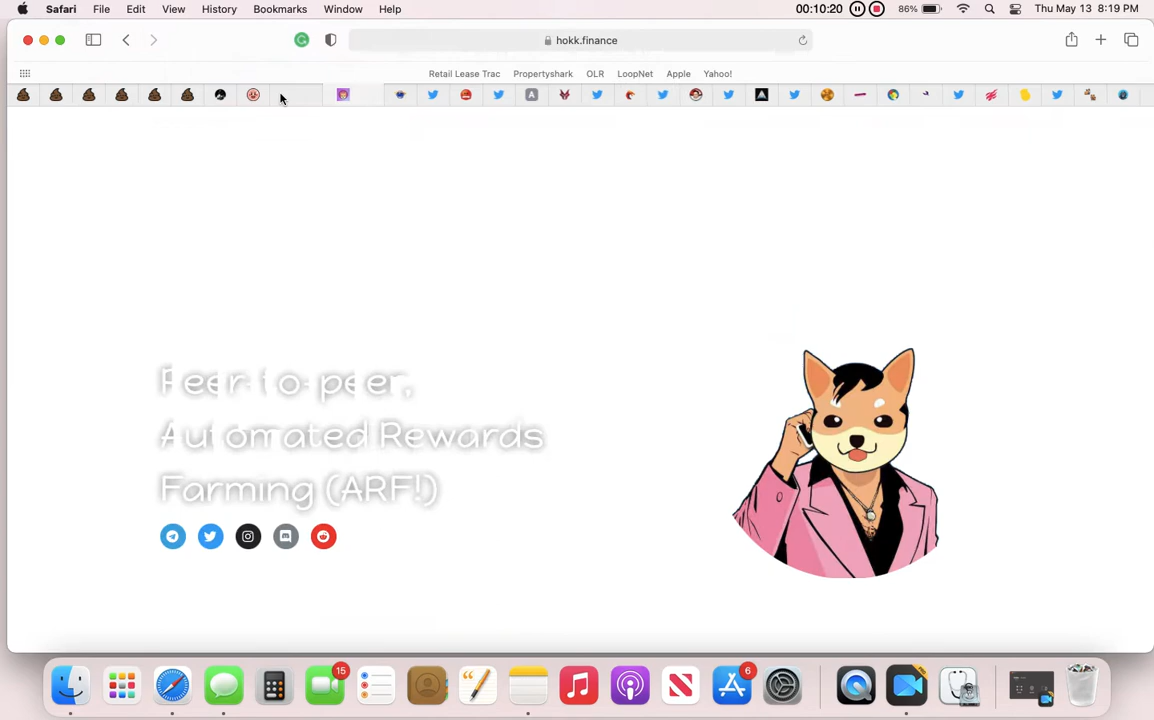 Safari File Edit View History Bookmarks Window Help 00:10:20 86% Thu May 13 8:19 PM
hokk.finance
Retail Lease Trac Propertyshark OLR LoopNet Apple Yahoo!
A
Peer-to-peer,
Automated Rewards
Farming (ARF!)
15
6